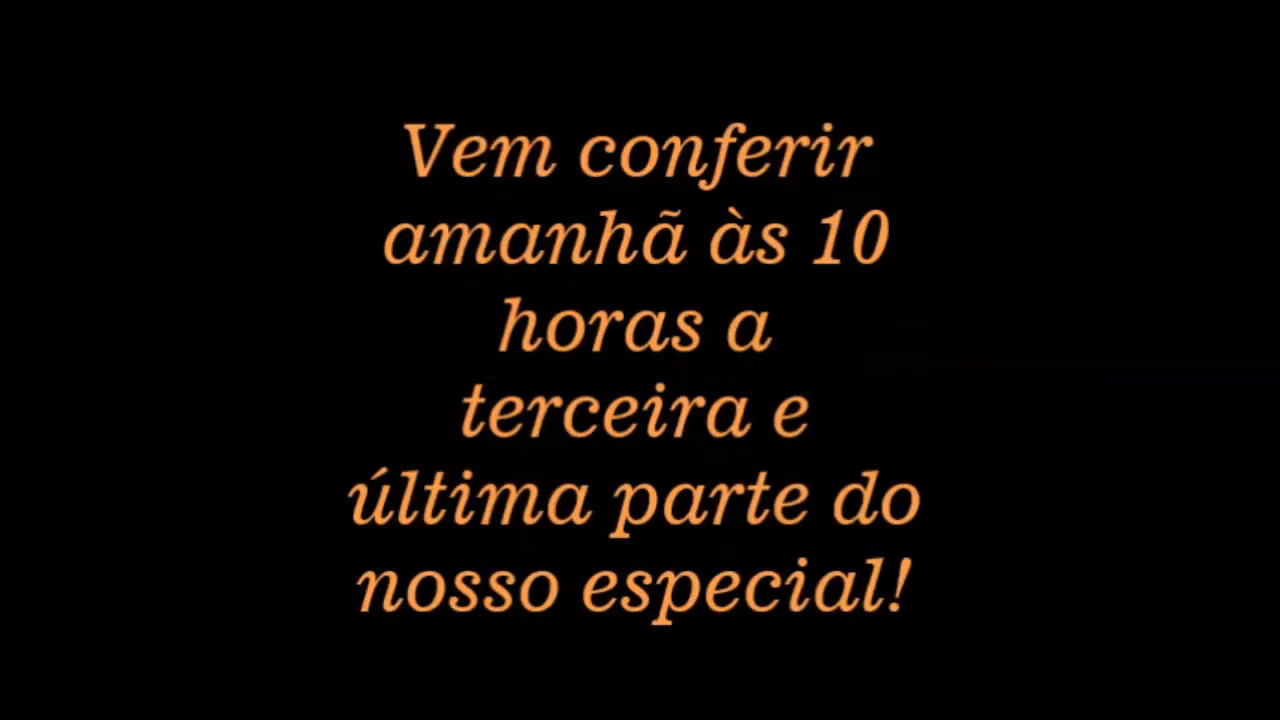 Vem conferir
amanhã às 10
horas a
terceira e
última parte do
nosso especial!